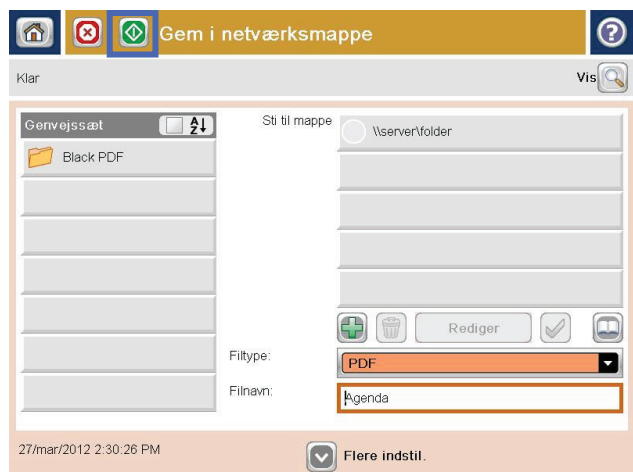 Gem i netværksmappe
?
Klar
Vis
Genvejssæt
AZ
Sti til mappe
\\server\folder
Black PDF
Rediger
Filtype:
PDF
Filnavn:
Agenda
27/mar/2012 2:30:26 PM
Flere indstil.